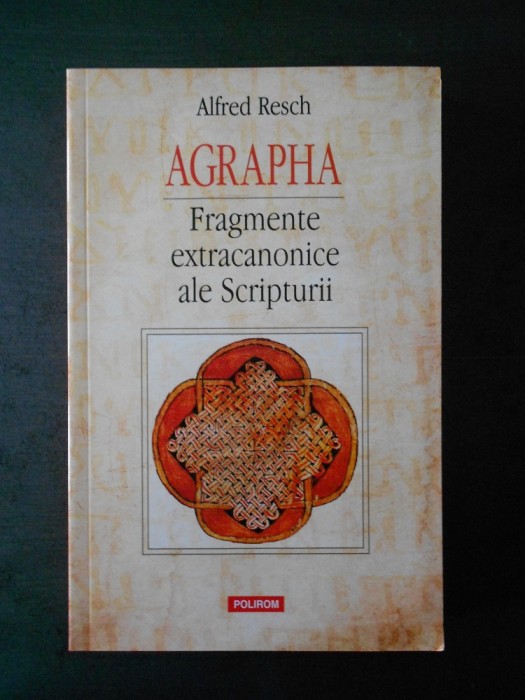 Alfred Resch
AGRAPHA
Fragmente
extracanonice
ale Scripturii
POLIROM